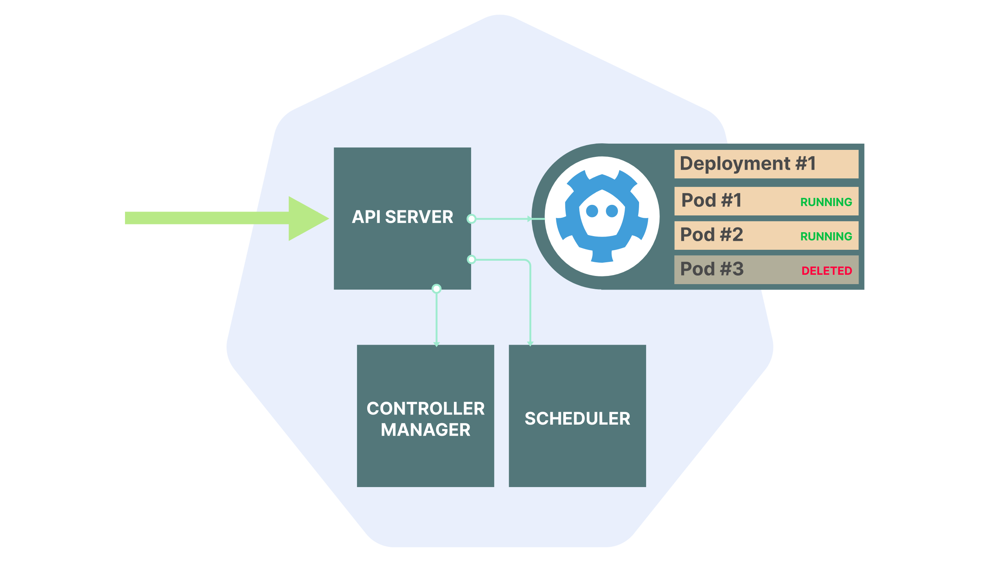 API SERVER
Deployment #1
Pod #1 RUNNING
Pod #2 RUNNING
Pod #3 DELETED
CONTROLLER
MANAGER
SCHEDULER